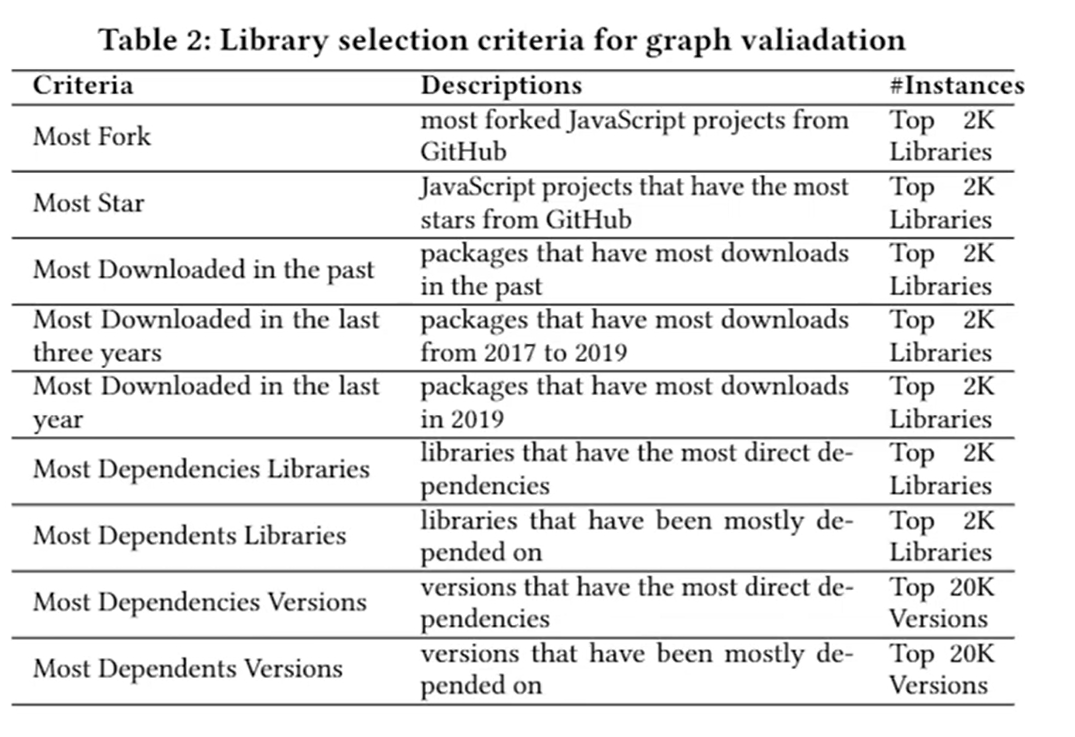 Table 2: Library selection criteria for graph valiadation
Criteria Descriptions #Instances
Most Fork
most forked JavaScript projects from
GitHub
Top 2K
Libraries
Most Star
JavaScript projects that have the most
stars from GitHub
Top 2K
Libraries
Most Downloaded in the past
packages that have most downloads
in the past
Top 2K
Libraries
Most Downloaded in the last
three years
packages that have most downloads
from 2017 to 2019
Top 2K
Libraries
Most Downloaded in the last
year
packages that have most downloads
in 2019
Top 2K
Libraries
Most Dependencies Libraries
libraries that have the most direct de-
pendencies
Top 2K
Libraries
Most Dependents Libraries
libraries that have been mostly de-
pended on
Top 2K
Libraries
Most Dependencies Versions
versions that have the most direct de-
pendencies
Top 20K
Versions
Most Dependents Versions
versions that have been mostly de-
pended on
Top 20K
Versions